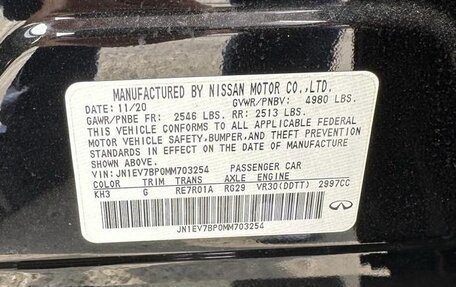 MANUFACTURED BY NISSAN MOTOR CO.,LTD.
DATE: 11/20 GVWR/PNBV: 4980 LBS.
GAWR/PNBE FR: 2546 LBS. RR: 2513 LBS.
THIS VEHICLE CONFORMS TO ALL APPLICABLE FEDERAL
MOTOR VEHICLE SAFETY, BUMPER, AND THEFT PREVENTION
STANDARDS IN EFFECT ON THE DATE OF MANUFACTURE
SHOWN ABOVE.
VIN: JN1EV7BP0MM703254 PASSENGER CAR
COLOR TRIM TRANS AXLE ENGINE
KH3 G RE7R01A RG29 VR30(DDTT) 2997CC
JN1EV7BP0MM703254